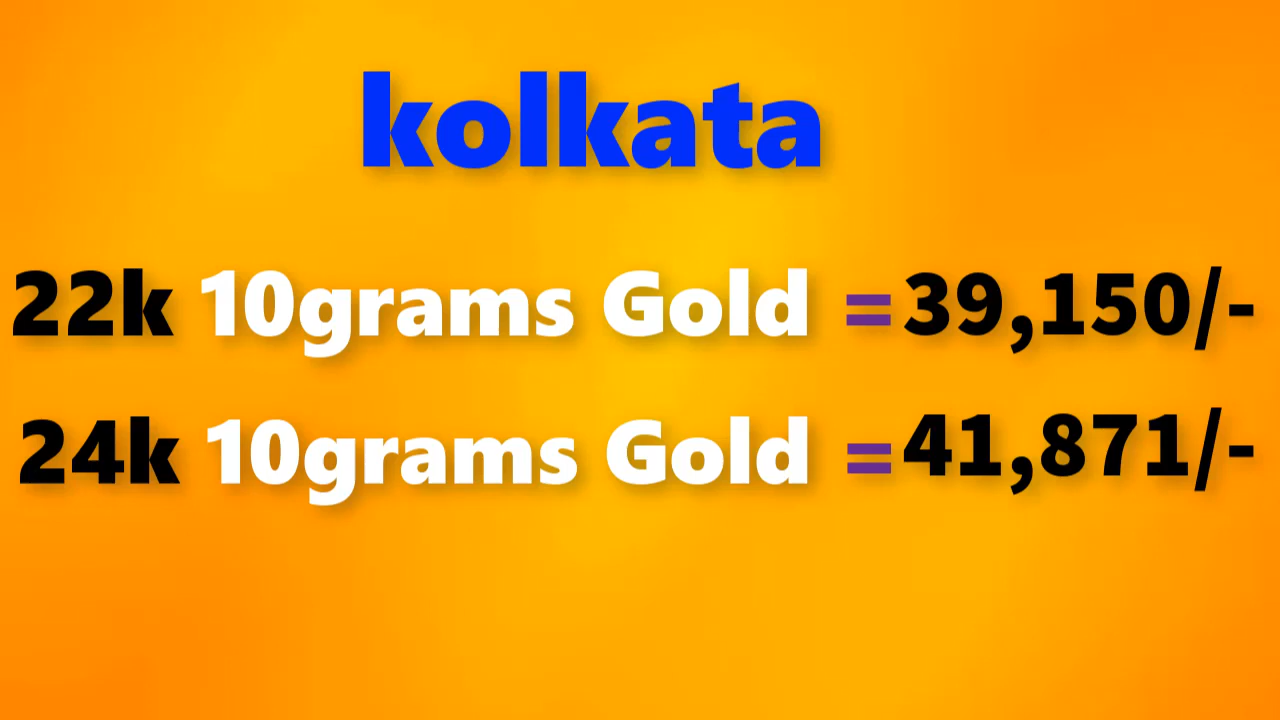 kolkata
22k 10grams Gold =39,150/-
24k 10grams Gold =41,871/-